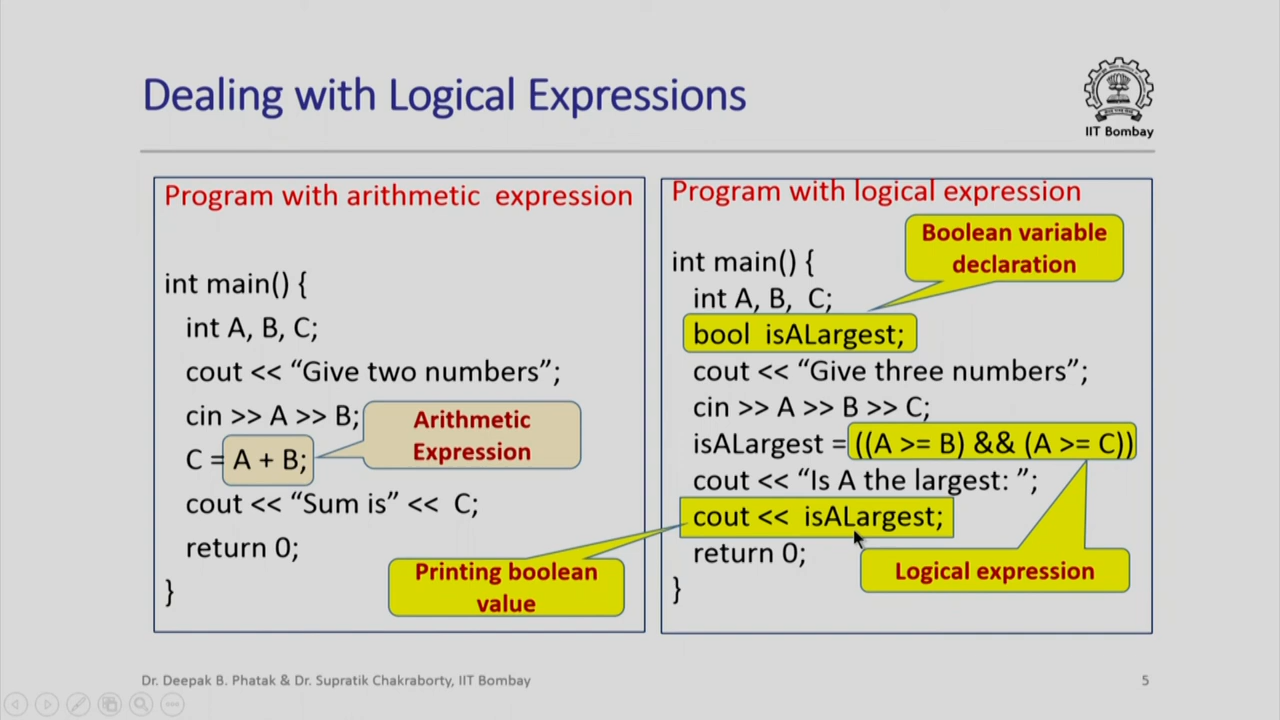 Dealing with Logical Expressions
IIT Bombay
Program with arithmetic expression
int main() {
int A, B, C;
cout << “Give two numbers”;
cin >> A >> B;
Arithmetic
Expression
C = A + B;
cout << “Sum is” << C;
return 0;
}
Printing boolean
value
Program with logical expression
Boolean variable
declaration
int main() {
int A, B, C;
bool isALargest;
cout << “Give three numbers”;
cin >> A >> B >> C;
isALargest = ((A >= B) && (A >= C))
cout << “Is A the largest: ”;
cout << isALargest;
return 0;
Logical expression
}
Dr. Deepak B. Phatak & Dr. Supratik Chakraborty, IIT Bombay
5